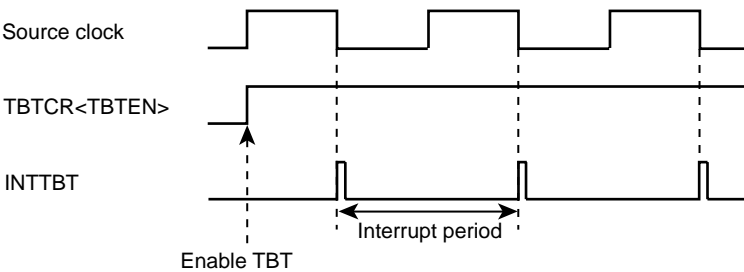 Source clock
TBTCR<TBTEN>
INTTBT
Interrupt period
Enable TBT